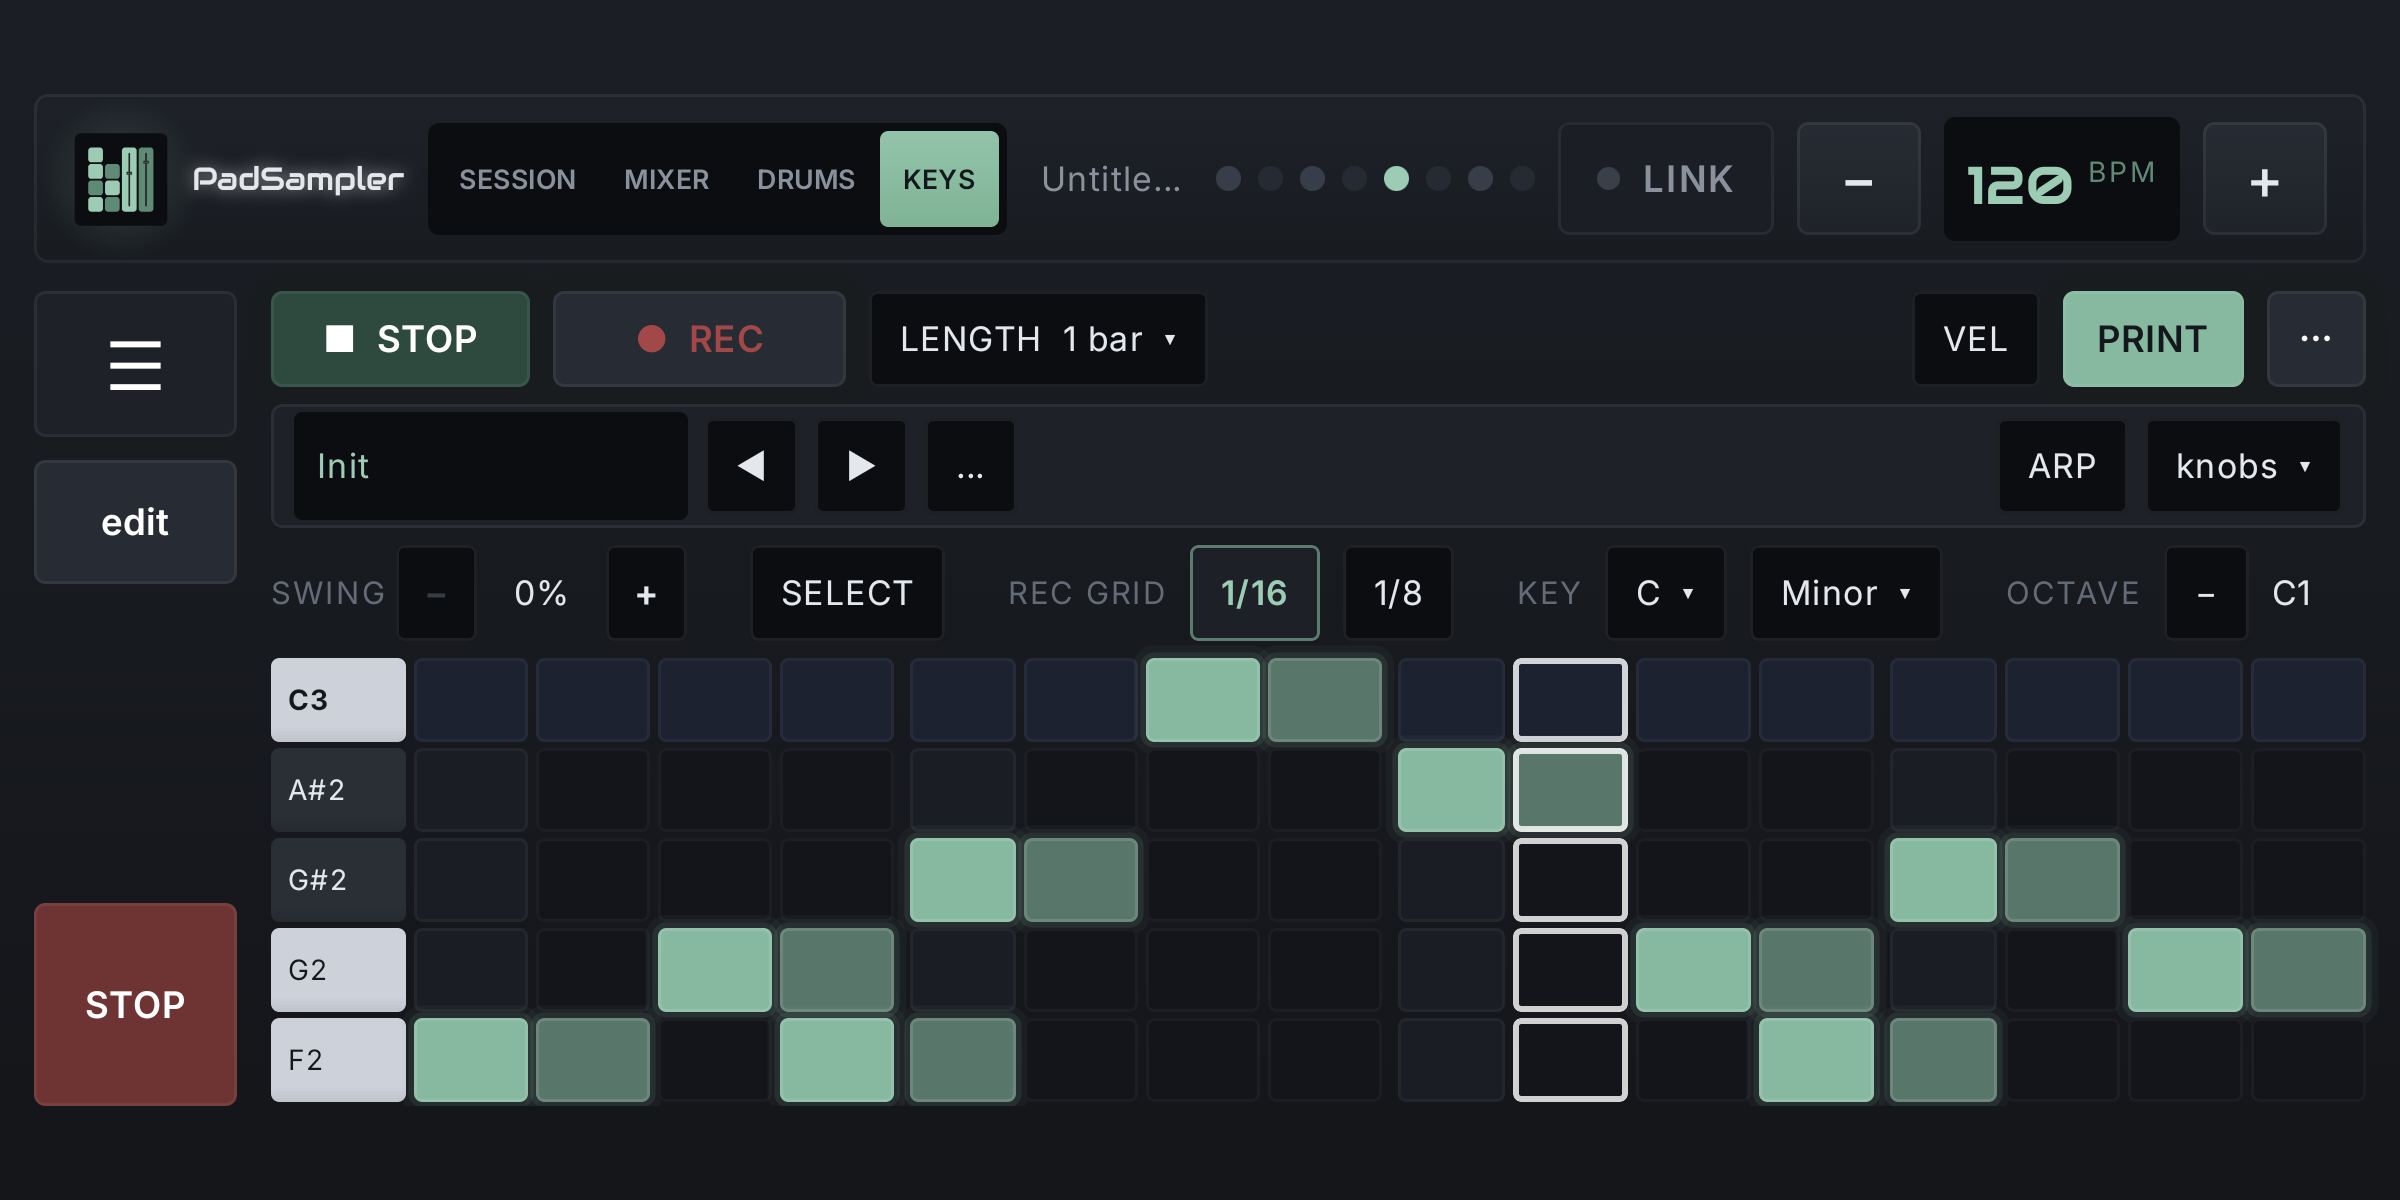 PadSampler SESSION MIXER DRUMS KEYS Untitle... LINK − 120 BPM +
STOP REC LENGTH 1 bar VEL PRINT ...
Init ... ARP knobs
edit
SWING − 0% + SELECT REC GRID 1/16 1/8 KEY C Minor OCTAVE − C1
C3
A#2
G#2
G2
STOP
F2